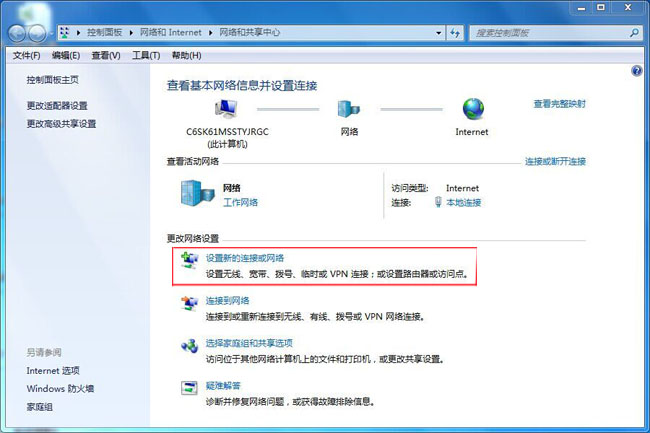 控制面板 ▸ 网络和 Internet ▸ 网络和共享中心
搜索控制面板
文件(F) 编辑(E) 查看(V) 工具(T) 帮助(H)
控制面板主页
更改适配器设置
更改高级共享设置
查看基本网络信息并设置连接
查看完整映射
C6SK61MSSTYJRGC
(此计算机)
网络
Internet
查看活动网络
连接或断开连接
网络
工作网络
访问类型: Internet
连接: 本地连接
更改网络设置
设置新的连接或网络
设置无线、宽带、拨号、临时或 VPN 连接；或设置路由器或访问点。
连接到网络
连接到或重新连接到无线、有线、拨号或 VPN 网络连接。
选择家庭组和共享选项
访问位于其他网络计算机上的文件和打印机，或更改共享设置。
疑难解答
诊断并修复网络问题，或获得故障排除信息。
另请参阅
Internet 选项
Windows 防火墙
家庭组